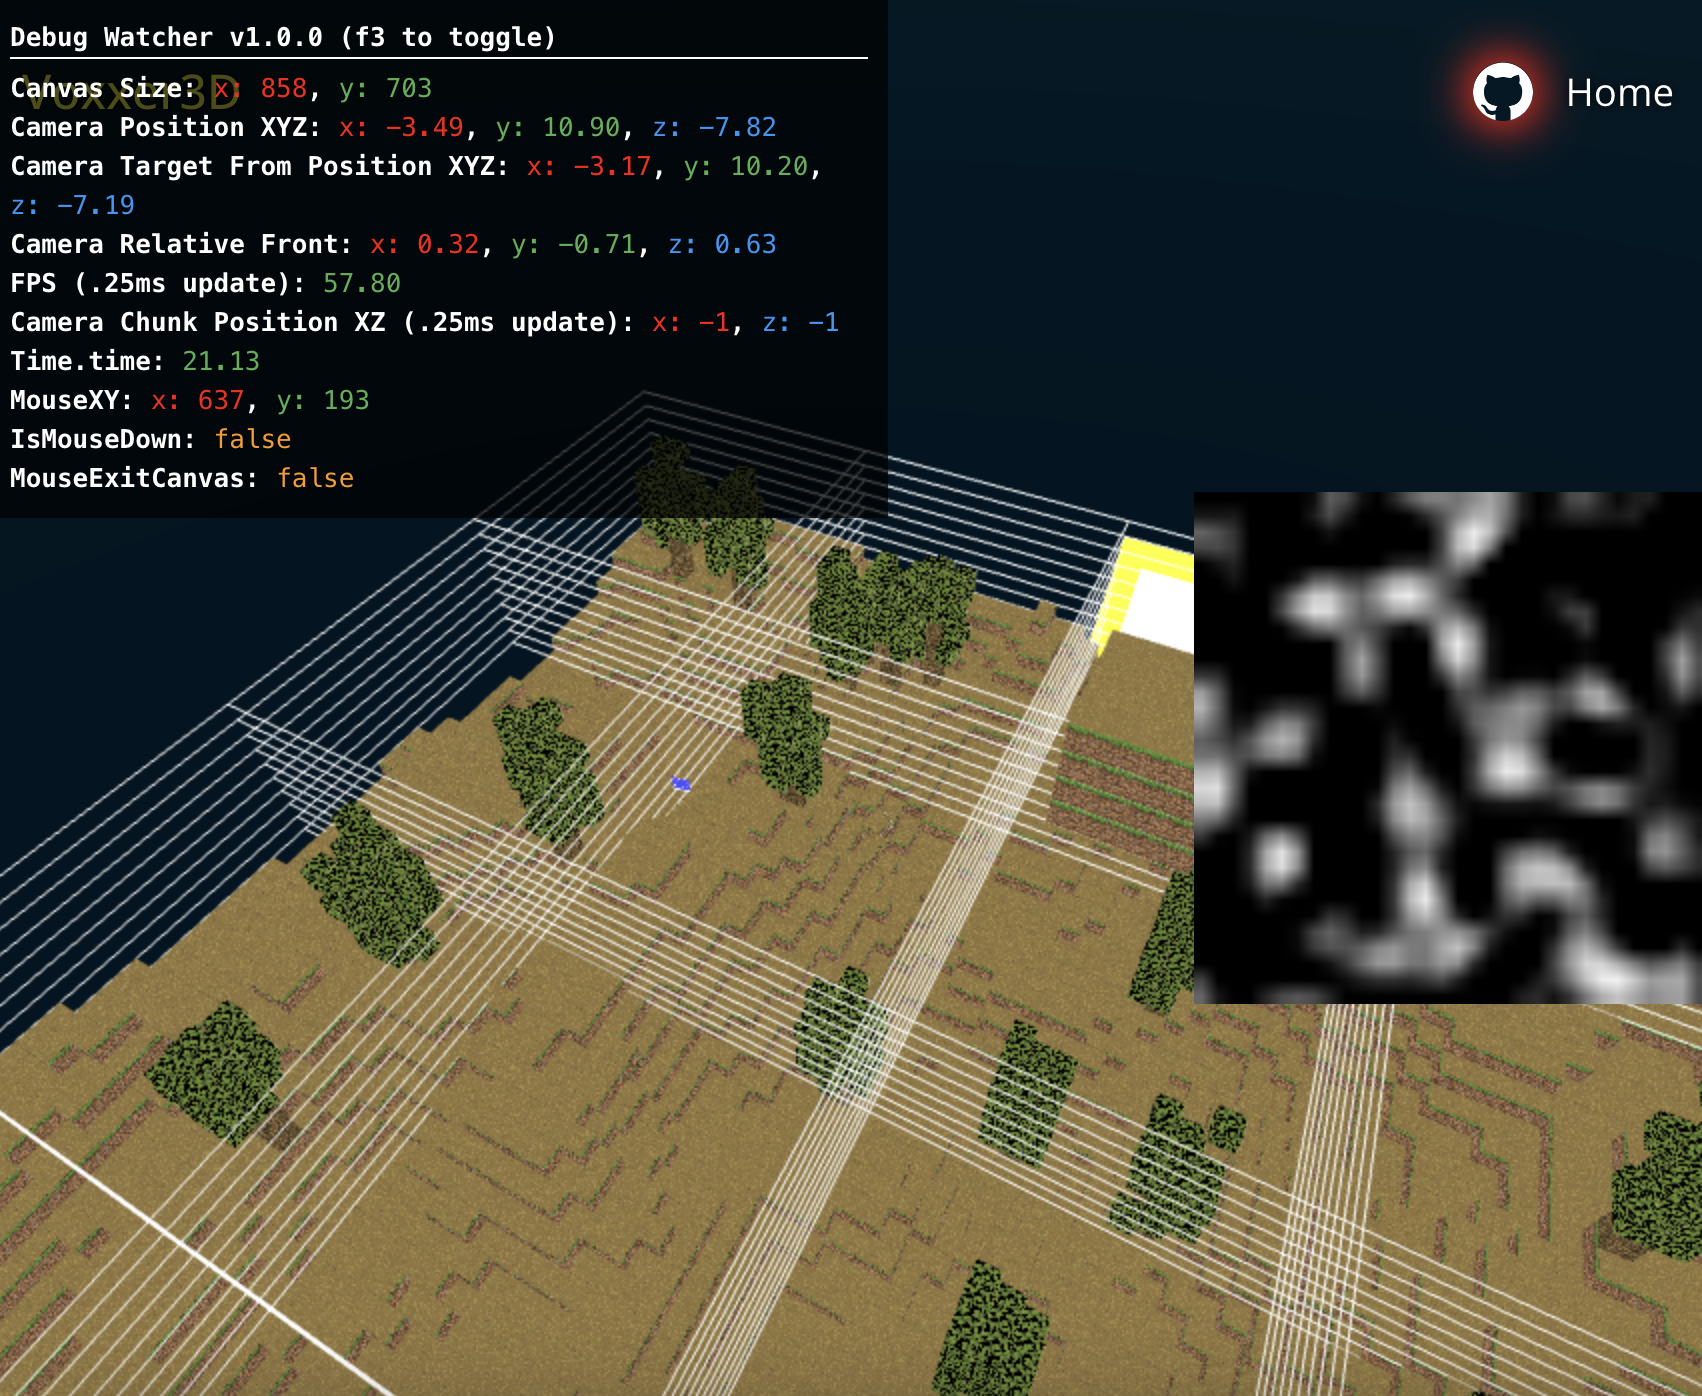 Debug Watcher v1.0.0 (f3 to toggle)
Voxxer3D
Canvas Size: x: 858, y: 703
Home
Camera Position XYZ: x: −3.49, y: 10.90, z: −7.82
Camera Target From Position XYZ: x: −3.17, y: 10.20,
z: −7.19
Camera Relative Front: x: 0.32, y: −0.71, z: 0.63
FPS (.25ms update): 57.80
Camera Chunk Position XZ (.25ms update): x: −1, z: −1
Time.time: 21.13
MouseXY: x: 637, y: 193
IsMouseDown: false
MouseExitCanvas: false